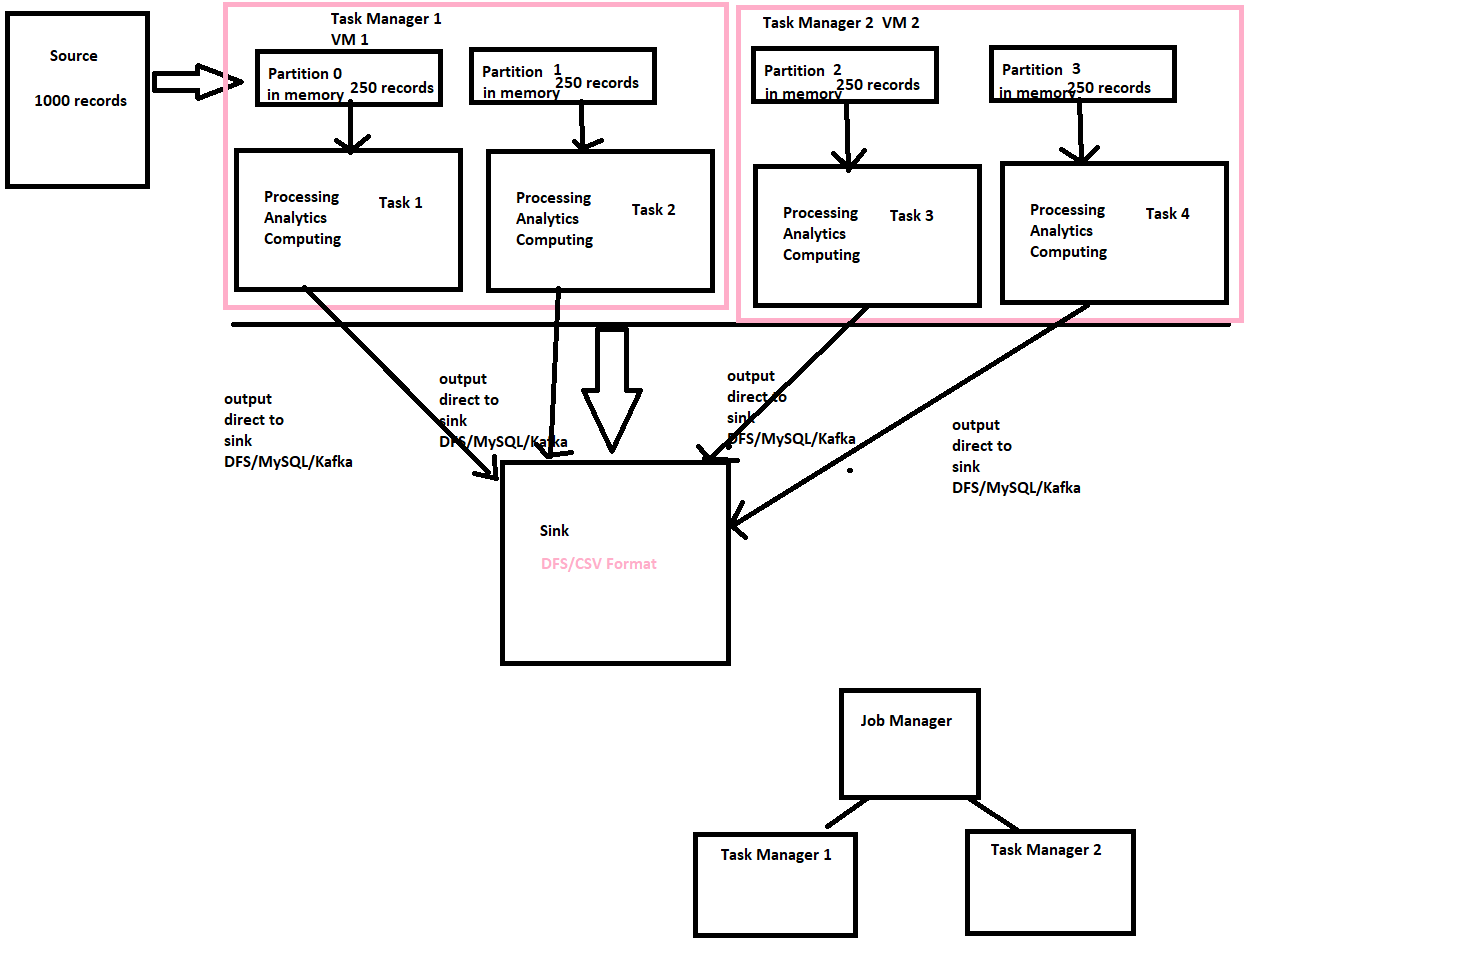 Source
1000 records
Task Manager 1
VM 1
Partition 0
in memory
250 records
Partition 1
in memory
250 records
Task Manager 2 VM 2
Partition 2
in memory
250 records
Partition 3
in memory
250 records
Processing
Analytics
Computing
Task 1
Processing
Analytics
Computing
Task 2
Processing
Analytics
Computing
Task 3
Processing
Analytics
Computing
Task 4
output
direct to
sink
DFS/MySQL/Kafka
output
direct to
sink
DFS/MySQL/Kafka
output
direct to
sink
DFS/MySQL/Kafka
output
direct to
sink
DFS/MySQL/Kafka
Sink
DFS/CSV Format
Job Manager
Task Manager 1
Task Manager 2